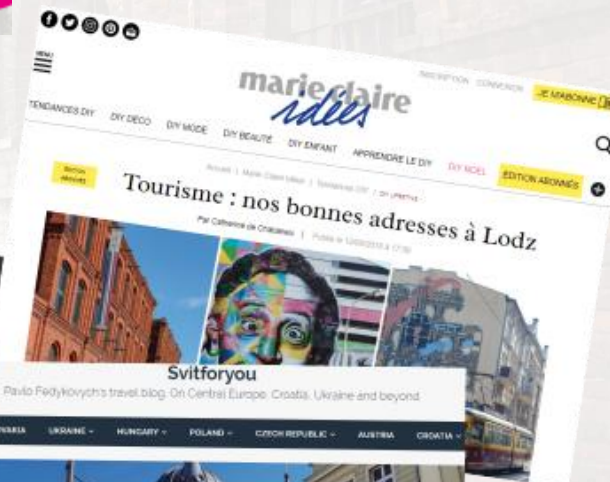 INSCRIPTION CONNEXION JE M'ABONNE
MENU
marie claire
idées
TENDANCES DIY DIY DECO DIY MODE DIY BEAUTÉ DIY ENFANT APPRENDRE LE DIY DIY NOEL EDITION ABONNÉS
Tourisme : nos bonnes adresses à Lodz
Svitforyou
Pavlo Fedykovych's travel blog. On Central Europe, Croatia, Ukraine and beyond
UKRAINE HUNGARY POLAND CZECH REPUBLIC AUSTRIA CROATIA